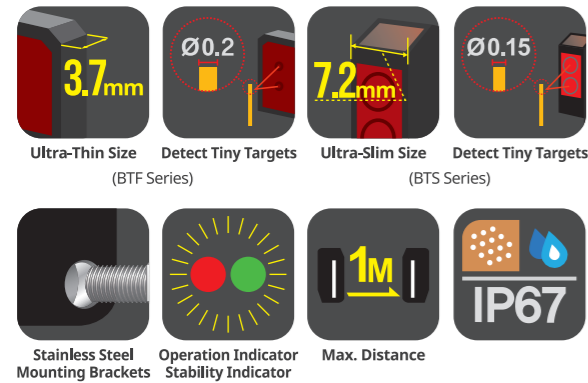 3.7mm
Ø0.2
7.2mm
Ø0.15
Ultra-Thin Size
Detect Tiny Targets
Ultra-Slim Size
Detect Tiny Targets
(BTF Series)
(BTS Series)
1M
IP67
Stainless Steel
Mounting Brackets
Operation Indicator
Stability Indicator
Max. Distance